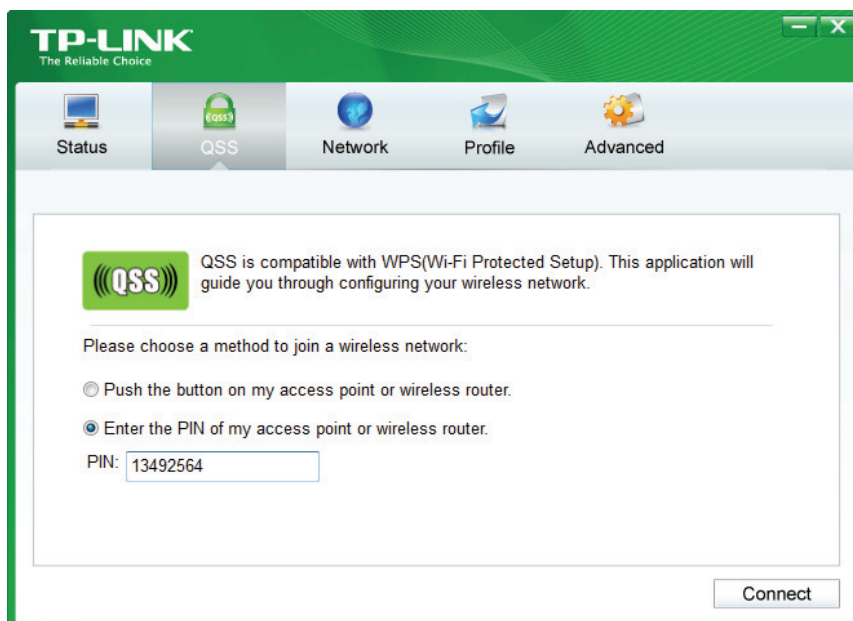 TP-LINK
The Reliable Choice
Status
QSS
Network
Profile
Advanced
QSS
QSS is compatible with WPS(Wi-Fi Protected Setup). This application will
guide you through configuring your wireless network.
Please choose a method to join a wireless network:
Push the button on my access point or wireless router.
Enter the PIN of my access point or wireless router.
PIN: 13492564
Connect